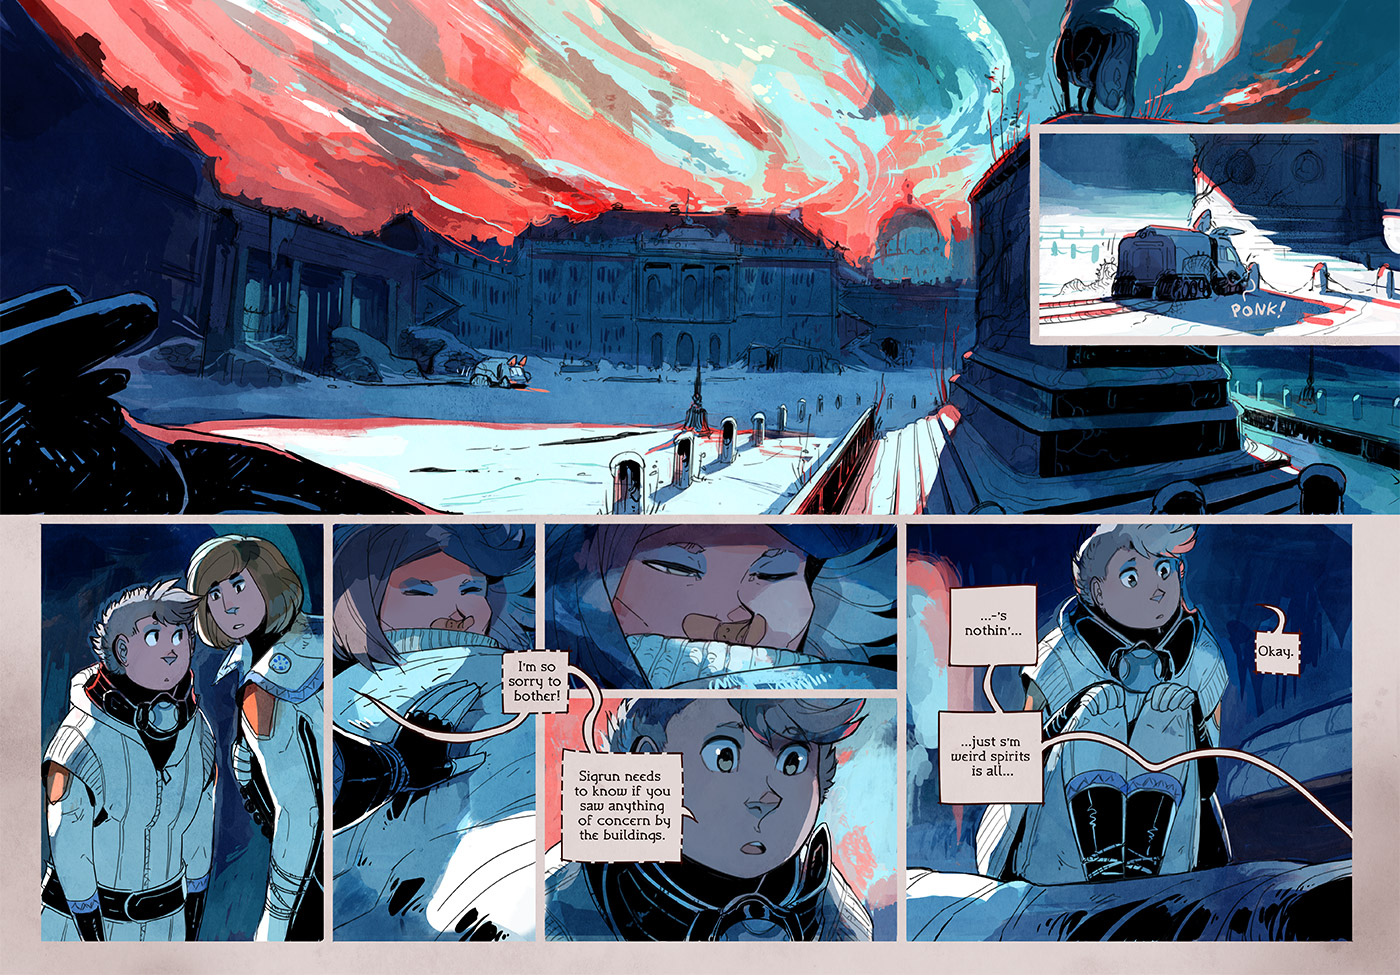 PONK!
I'm so
sorry to
bother!
Sigrun needs
to know if you
saw anything
of concern by
the buildings.
...-'s
nothin'...
...just s'm
weird spirits
is all...
Okay.